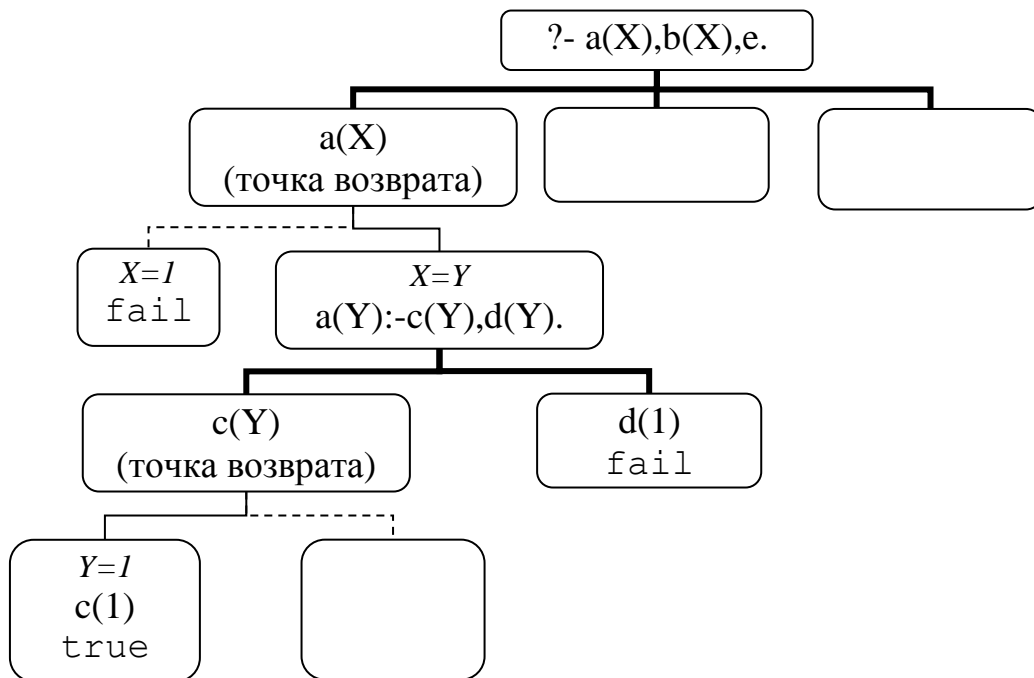 ?- a(X),b(X),e.
a(X)
(точка возврата)
X=1
fail
X=Y
a(Y):-c(Y),d(Y).
c(Y)
(точка возврата)
d(1)
fail
Y=1
c(1)
true